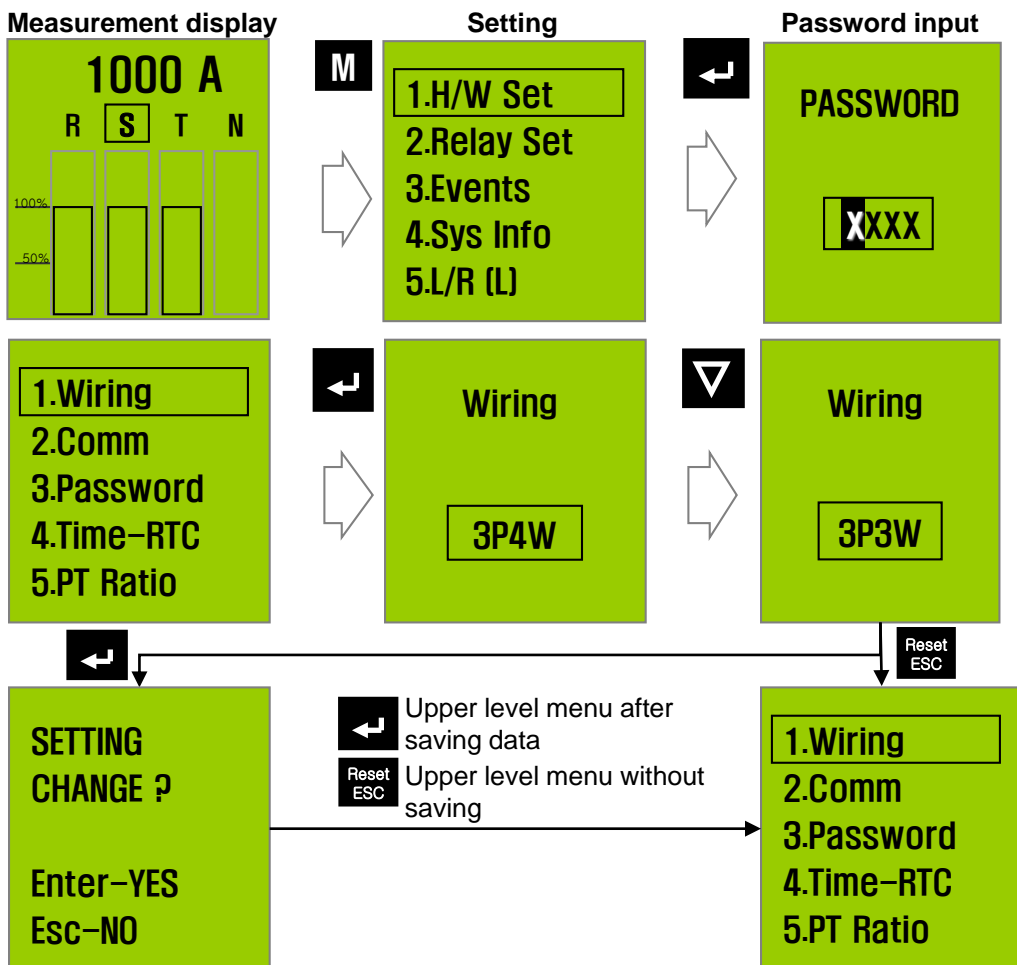 Measurement display
Setting
Password input
1000 A
R S T N
100%
50%
M
1.H/W Set
2.Relay Set
3.Events
4.Sys Info
5.L/R (L)
PASSWORD
XXXX
1.Wiring
2.Comm
3.Password
4.Time-RTC
5.PT Ratio
Wiring
3P4W
Wiring
3P3W
Reset
ESC
SETTING
CHANGE ?
Enter-YES
Esc-NO
Upper level menu after
saving data
Reset
ESC
Upper level menu without
saving
1.Wiring
2.Comm
3.Password
4.Time-RTC
5.PT Ratio